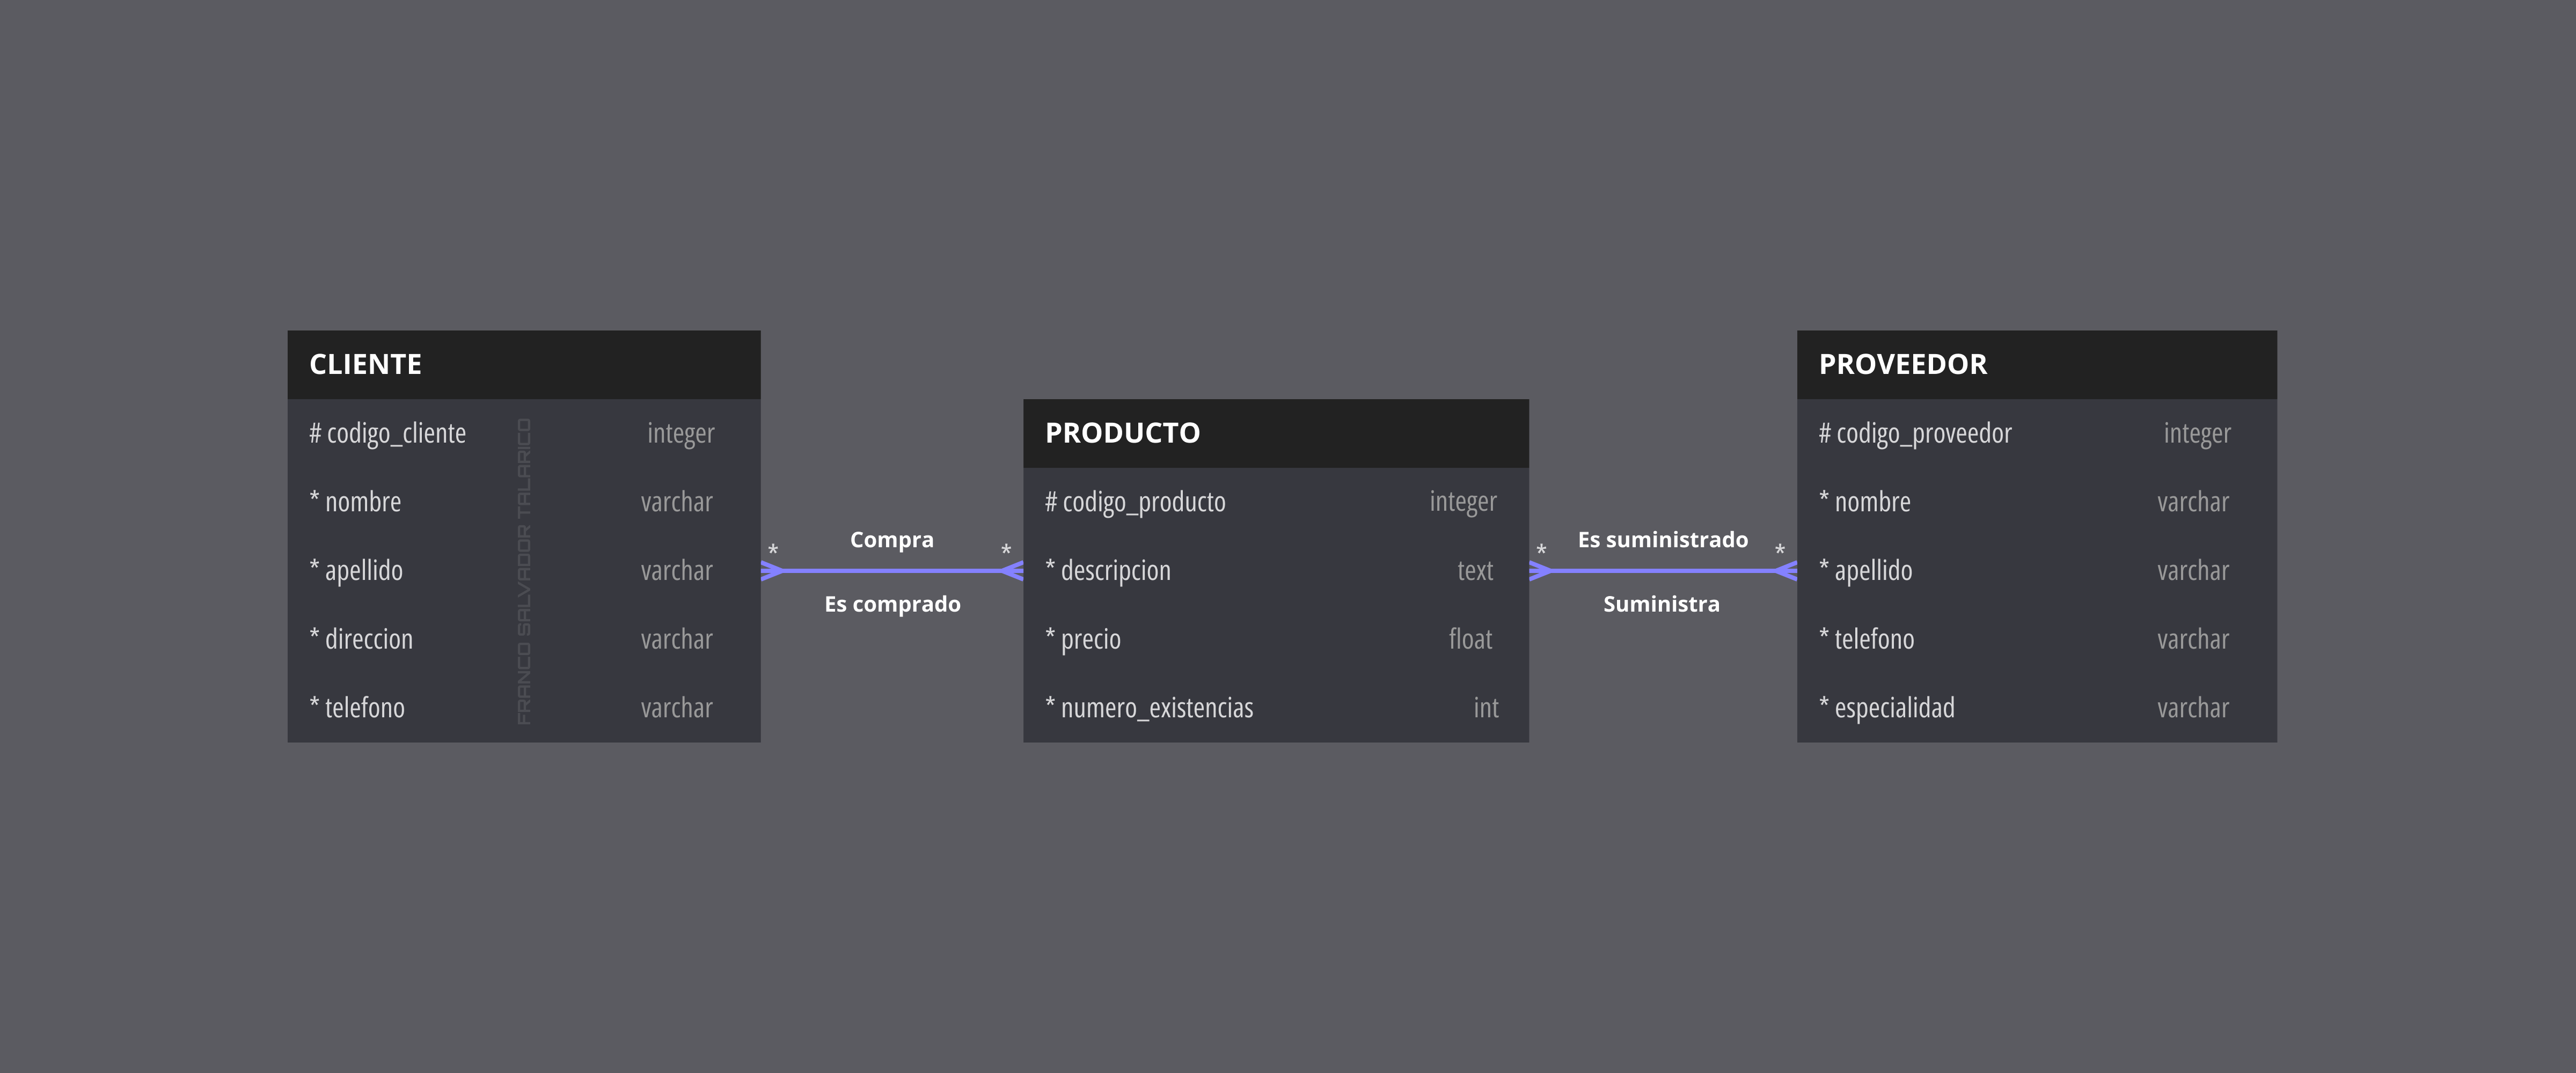 CLIENTE
# codigo_cliente integer
* nombre varchar
* apellido varchar
* direccion varchar
* telefono varchar
FRANCO SALVADOR TALARICO
* Compra *
Es comprado
PRODUCTO
# codigo_producto integer
* descripcion text
* precio float
* numero_existencias int
* Es suministrado *
Suministra
PROVEEDOR
# codigo_proveedor integer
* nombre varchar
* apellido varchar
* telefono varchar
* especialidad varchar